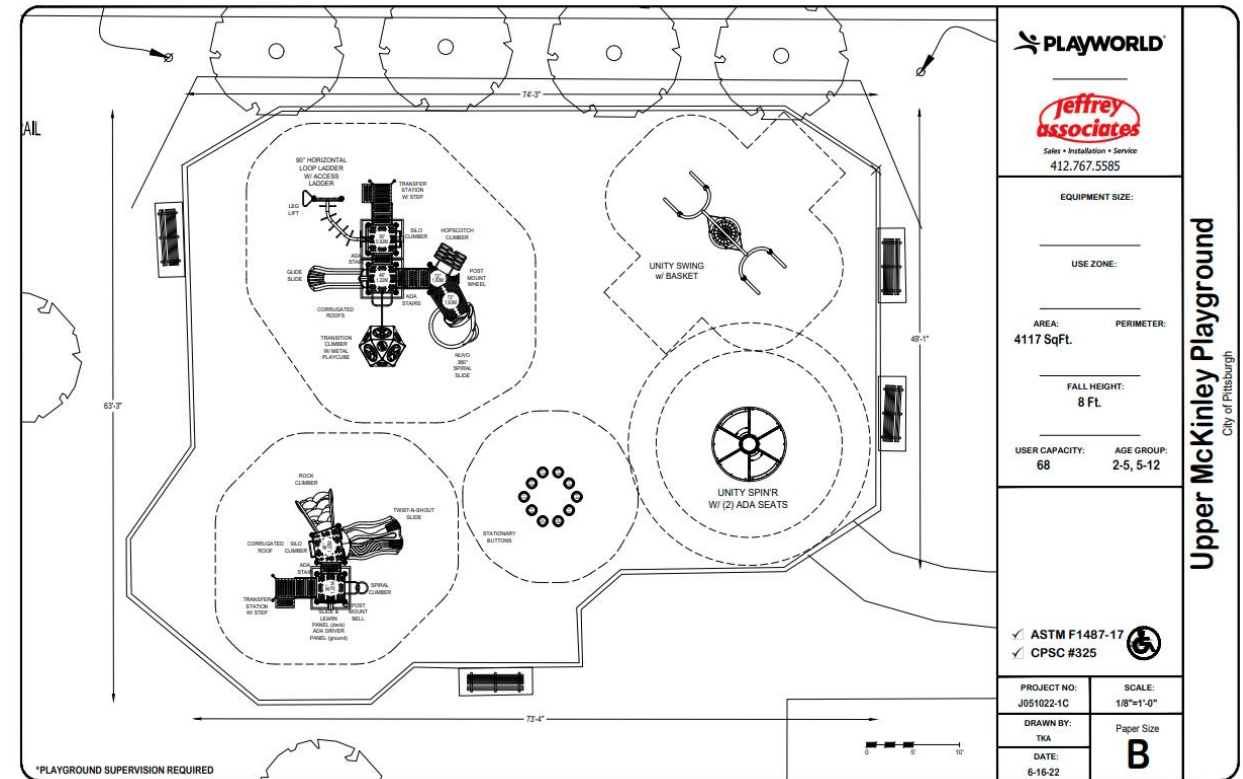 74'-3"
RAIL
90° HORIZONTAL
LOOP LADDER
W/ ACCESS
LADDER
TRANSFER
STATION
W/ STEP
LEG
LIFT
SILO
CLIMBER
HOPSCOTCH
CLIMBER
ADA
STAIRS
GLIDE
SLIDE
POST
MOUNT
WHEEL
ADA
STAIRS
CORRUGATED
ROOFS
TRANSITION
CLIMBER
W/ METAL
PLAYCUBE
NUVO
360°
SPIRAL
SLIDE
UNITY SWING
w/ BASKET
49'-1"
63'-3"
ROCK
CLIMBER
TWIST-N-SHOUT
SLIDE
CORRUGATED
ROOF
SILO
CLIMBER
ADA
STAIR
TRANSFER
STATION
W/ STEP
SPIRAL
CLIMBER
SLIDE &
LEARN
PANEL (deck)
ADA DRIVER
PANEL (ground)
POST
MOUNT
BELL
STATIONARY
BUTTONS
UNITY SPIN'R
W/ (2) ADA SEATS
73'-4"
0 5' 10'
*PLAYGROUND SUPERVISION REQUIRED
PLAYWORLD
jeffrey
associates
Sales • Installation • Service
412.767.5585
EQUIPMENT SIZE:
USE ZONE:
AREA: PERIMETER:
4117 SqFt.
FALL HEIGHT:
8 Ft.
USER CAPACITY: AGE GROUP:
68 2-5, 5-12
ASTM F1487-17
CPSC #325
PROJECT NO: SCALE:
J051022-1C 1/8"=1'-0"
DRAWN BY:
TKA
Paper Size
B
DATE:
6-16-22
Upper McKinley Playground
City of Pittsburgh